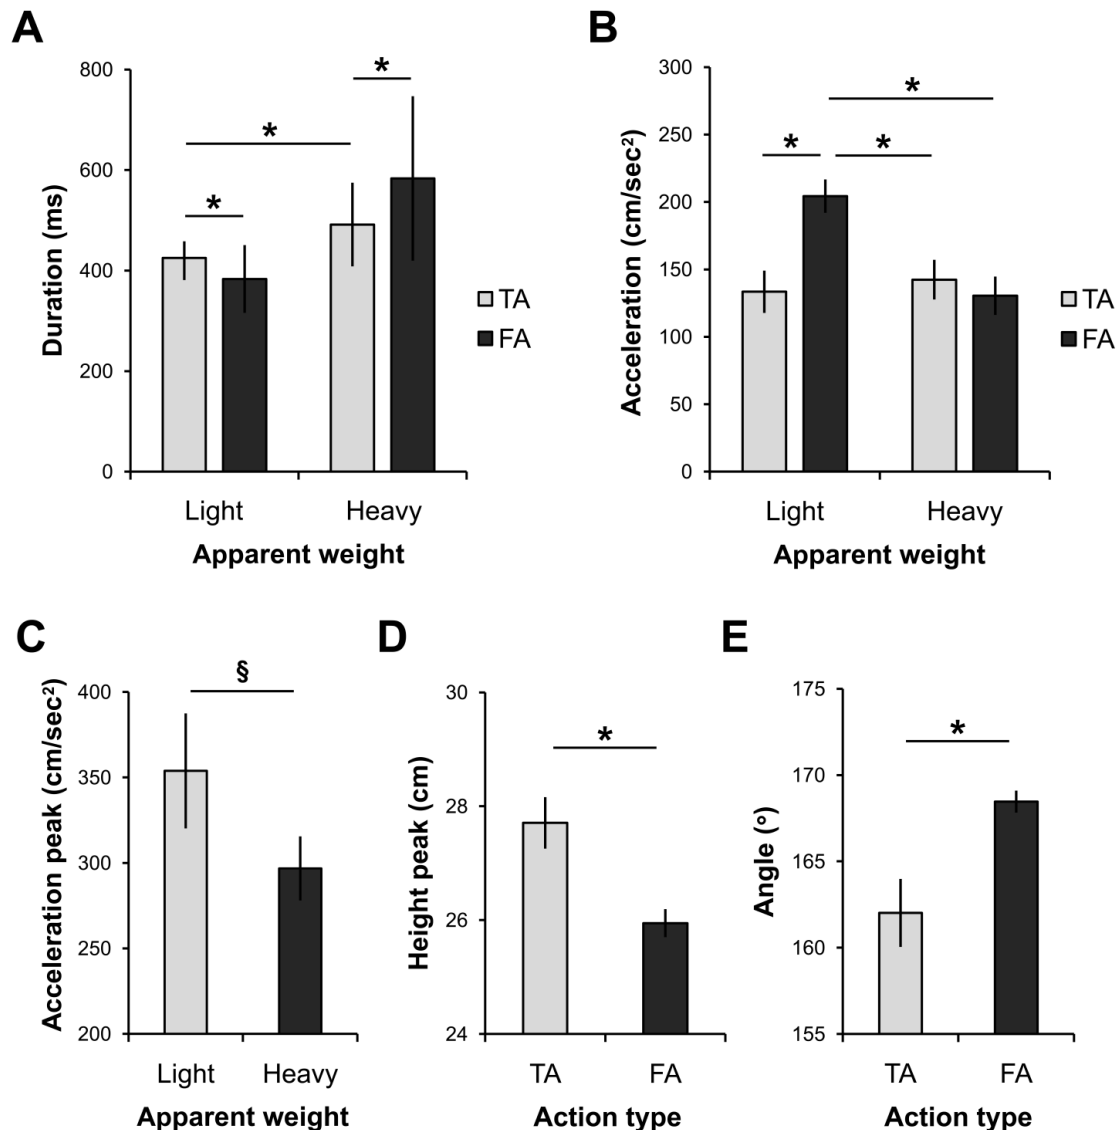 A
Duration (ms)
800
600
400
200
0
*
*
*
Light Heavy
Apparent weight
TA
FA
B
Acceleration (cm/sec²)
300
250
200
150
100
50
0
*
*
*
Light Heavy
Apparent weight
TA
FA
C
Acceleration peak (cm/sec²)
400
350
300
250
200
§
Light Heavy
Apparent weight
D
Height peak (cm)
30
28
26
24
*
TA FA
Action type
E
Angle (°)
175
170
165
160
155
*
TA FA
Action type